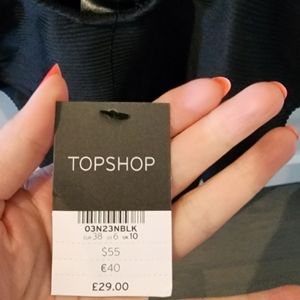 TOPSHOP
03N23NBLK
EUR 38 US 6 UK 10
$55
€40
£29.00